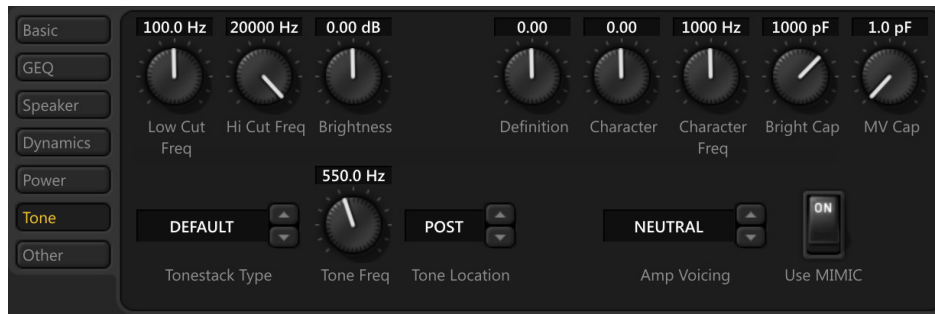 Basic
GEQ
Speaker
Dynamics
Power
Tone
Other
100.0 Hz 20000 Hz 0.00 dB 0.00 0.00 1000 Hz 1000 pF 1.0 pF
Low Cut Freq Hi Cut Freq Brightness Definition Character Character Freq Bright Cap MV Cap
550.0 Hz
DEFAULT POST NEUTRAL ON
Tonestack Type Tone Freq Tone Location Amp Voicing Use MIMIC